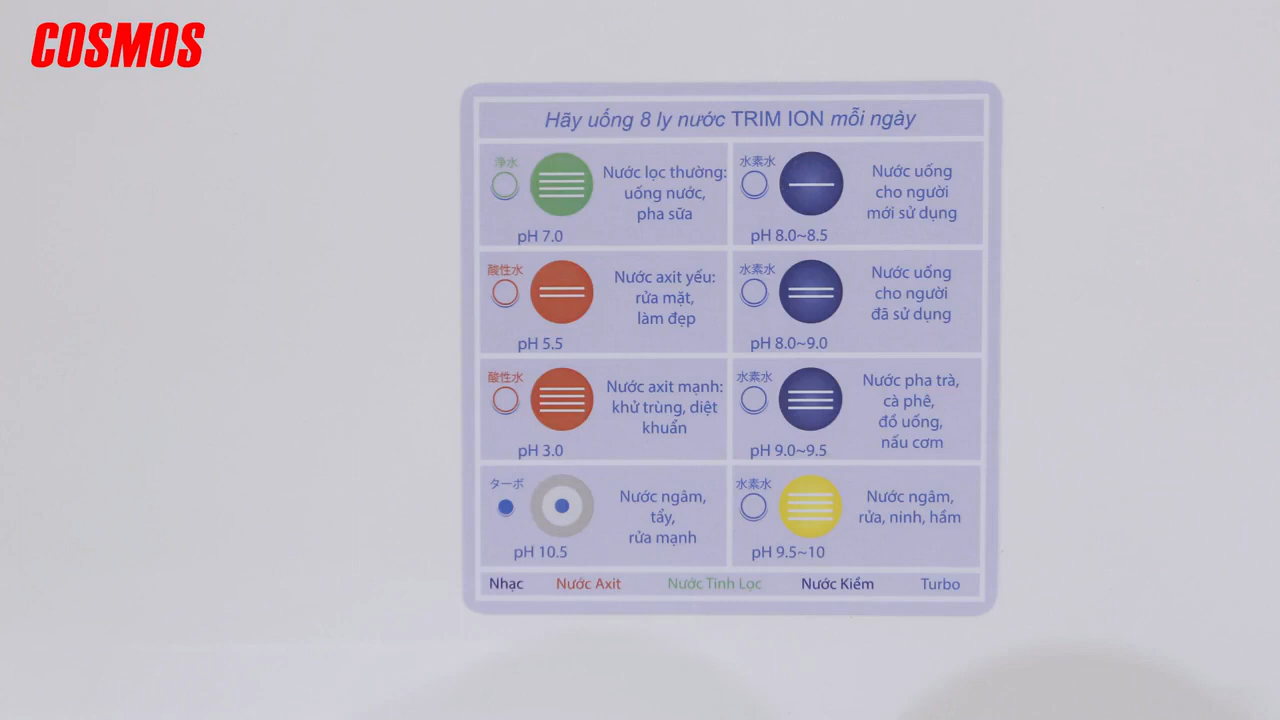 COSMOS
Hãy uống 8 ly nước TRIM ION mỗi ngày
浄水
Nước lọc thường:
uống nước,
pha sữa
pH 7.0
水素水
Nước uống
cho người
mới sử dụng
pH 8.0~8.5
酸性水
Nước axit yếu:
rửa mặt,
làm đẹp
pH 5.5
水素水
Nước uống
cho người
đã sử dụng
pH 8.0~9.0
酸性水
Nước axit mạnh:
khử trùng, diệt
khuẩn
pH 3.0
水素水
Nước pha trà,
cà phê,
đồ uống,
nấu cơm
pH 9.0~9.5
ターボ
Nước ngâm,
tẩy,
rửa mạnh
pH 10.5
水素水
Nước ngâm,
rửa, ninh, hầm
pH 9.5~10
Nhạc Nước Axit Nước Tinh Lọc Nước Kiềm Turbo